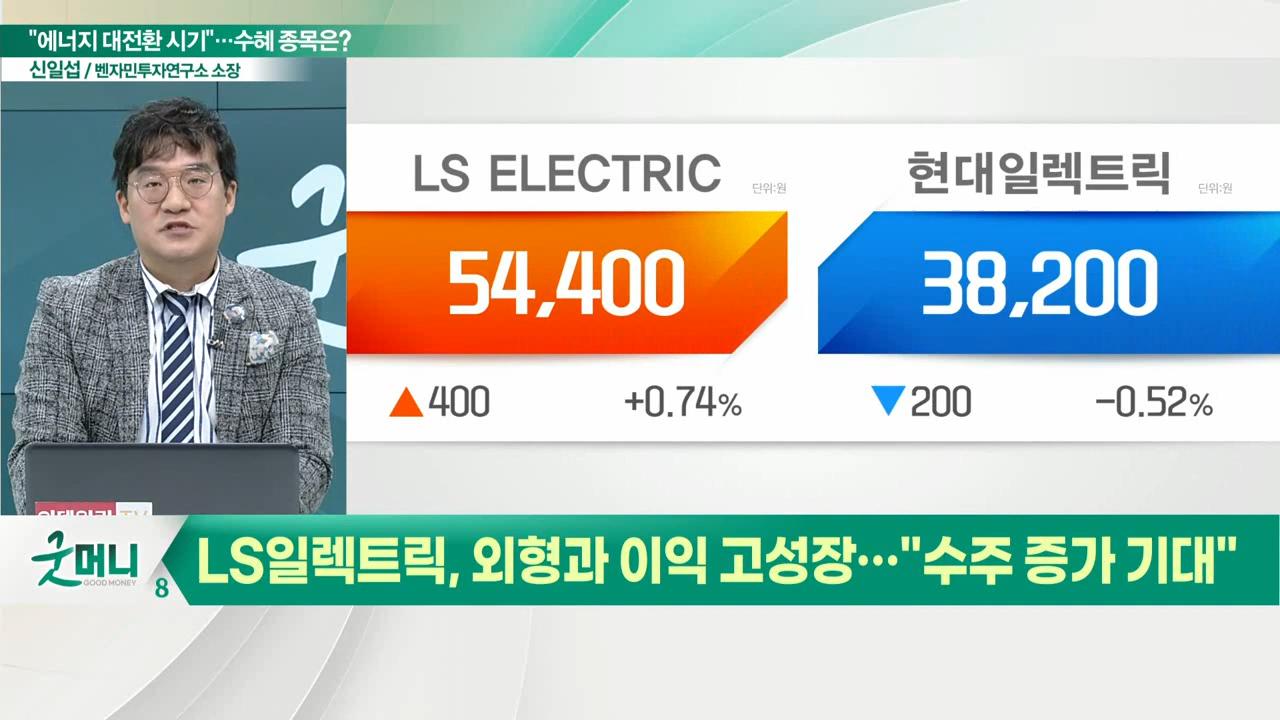 "에너지 대전환 시기"…수혜 종목은?
신일섭 / 벤자민투자연구소 소장
LS ELECTRIC 단위:원
54,400
▲400 +0.74%
현대일렉트릭 단위:원
38,200
▼200 -0.52%
TV
굿머니
GOOD MONEY
8
LS일렉트릭, 외형과 이익 고성장…"수주 증가 기대"